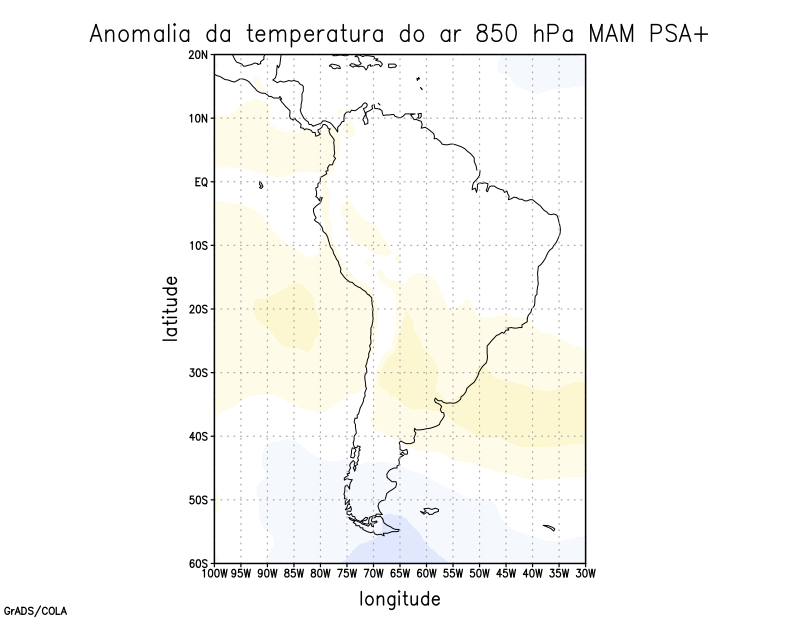 Anomalia da temperatura do ar 850 hPa MAM PSA+
20N
10N
EQ
10S
20S
30S
40S
50S
60S
latitude
100W 95W 90W 85W 80W 75W 70W 65W 60W 55W 50W 45W 40W 35W 30W
longitude
GrADS/COLA